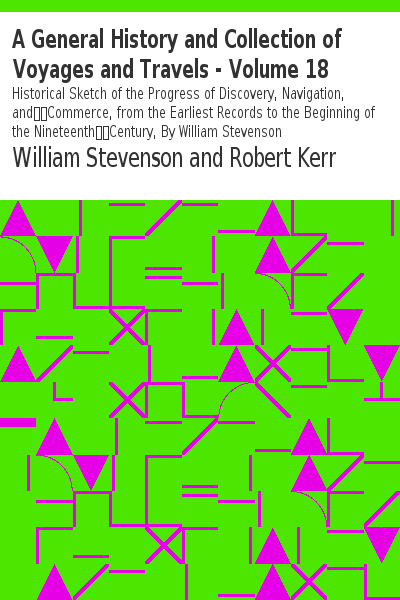 A General History and Collection of
Voyages and Travels - Volume 18
Historical Sketch of the Progress of Discovery, Navigation,
and▯▯Commerce, from the Earliest Records to the Beginning of
the Nineteenth▯▯Century, By William Stevenson
William Stevenson and Robert Kerr